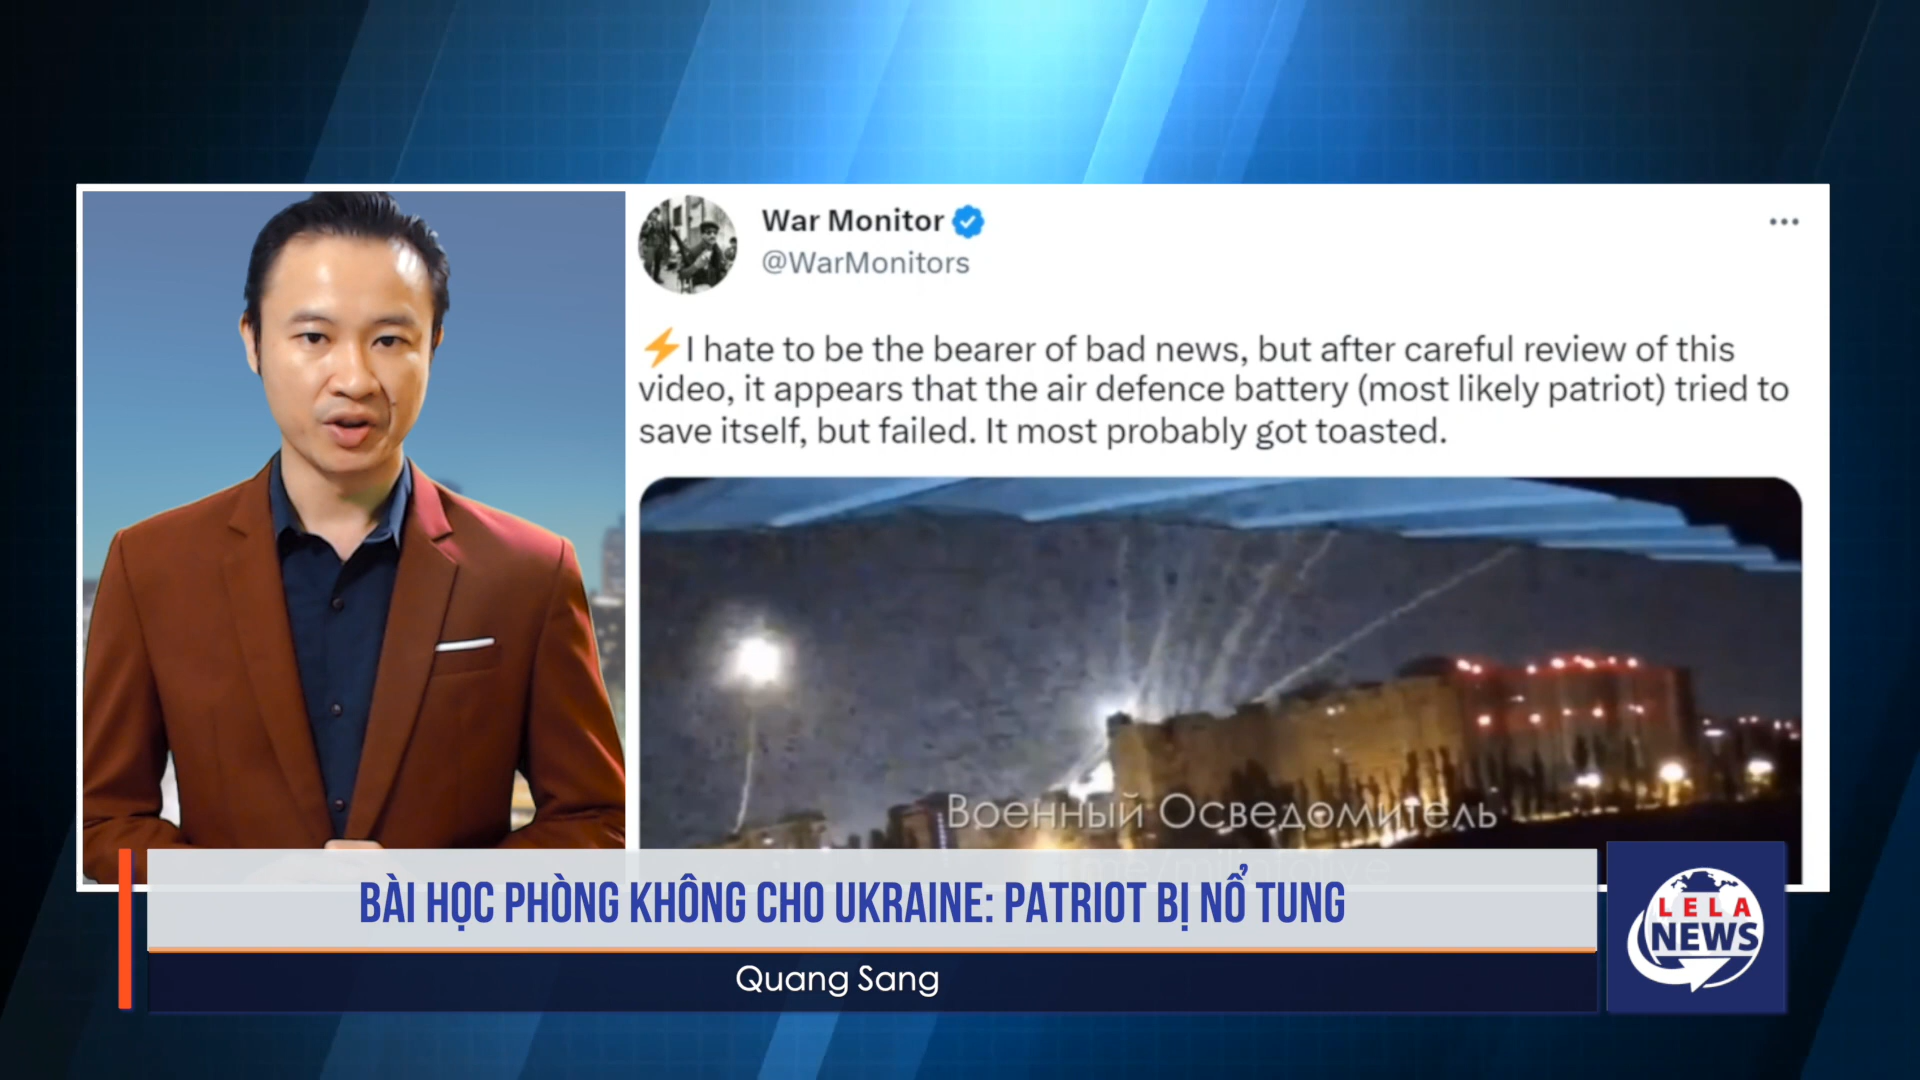 War Monitor
@WarMonitors
⚡I hate to be the bearer of bad news, but after careful review of this
video, it appears that the air defence battery (most likely patriot) tried to
save itself, but failed. It most probably got toasted.
Военный Осведомитель
BÀI HỌC PHÒNG KHÔNG CHO UKRAINE: PATRIOT BỊ NỔ TUNG
Quang Sang
LELA
NEWS